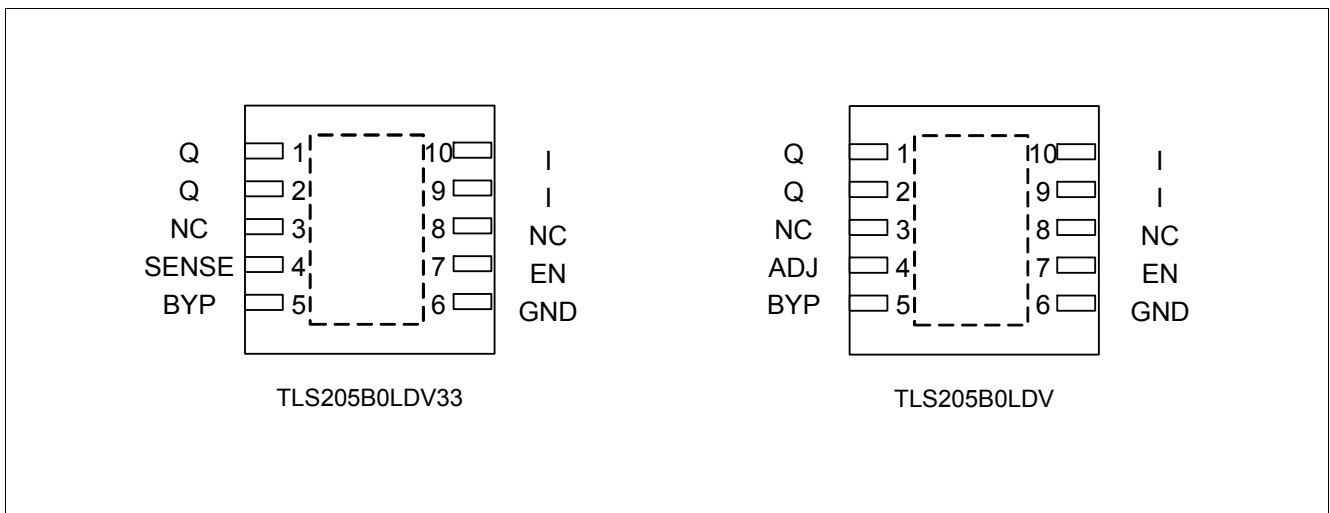 Q 1 10 I
Q 2 9 I
NC 3 8 NC
SENSE 4 7 EN
BYP 5 6 GND
TLS205B0LDV33
Q 1 10 I
Q 2 9 I
NC 3 8 NC
ADJ 4 7 EN
BYP 5 6 GND
TLS205B0LDV